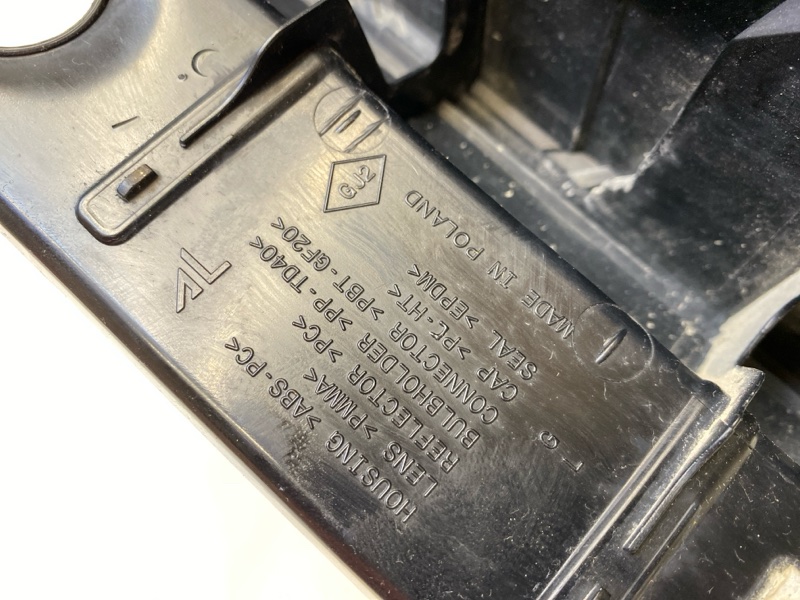 HOUSING >ABS-PC<
LENS >PMMA<
REFLECTOR >PC<
BULBHOLDER >PP-TD40<
CONNECTOR >PBT-GF20<
CAP >PE-HT<
SEAL >EPDM<
MADE IN POLAND